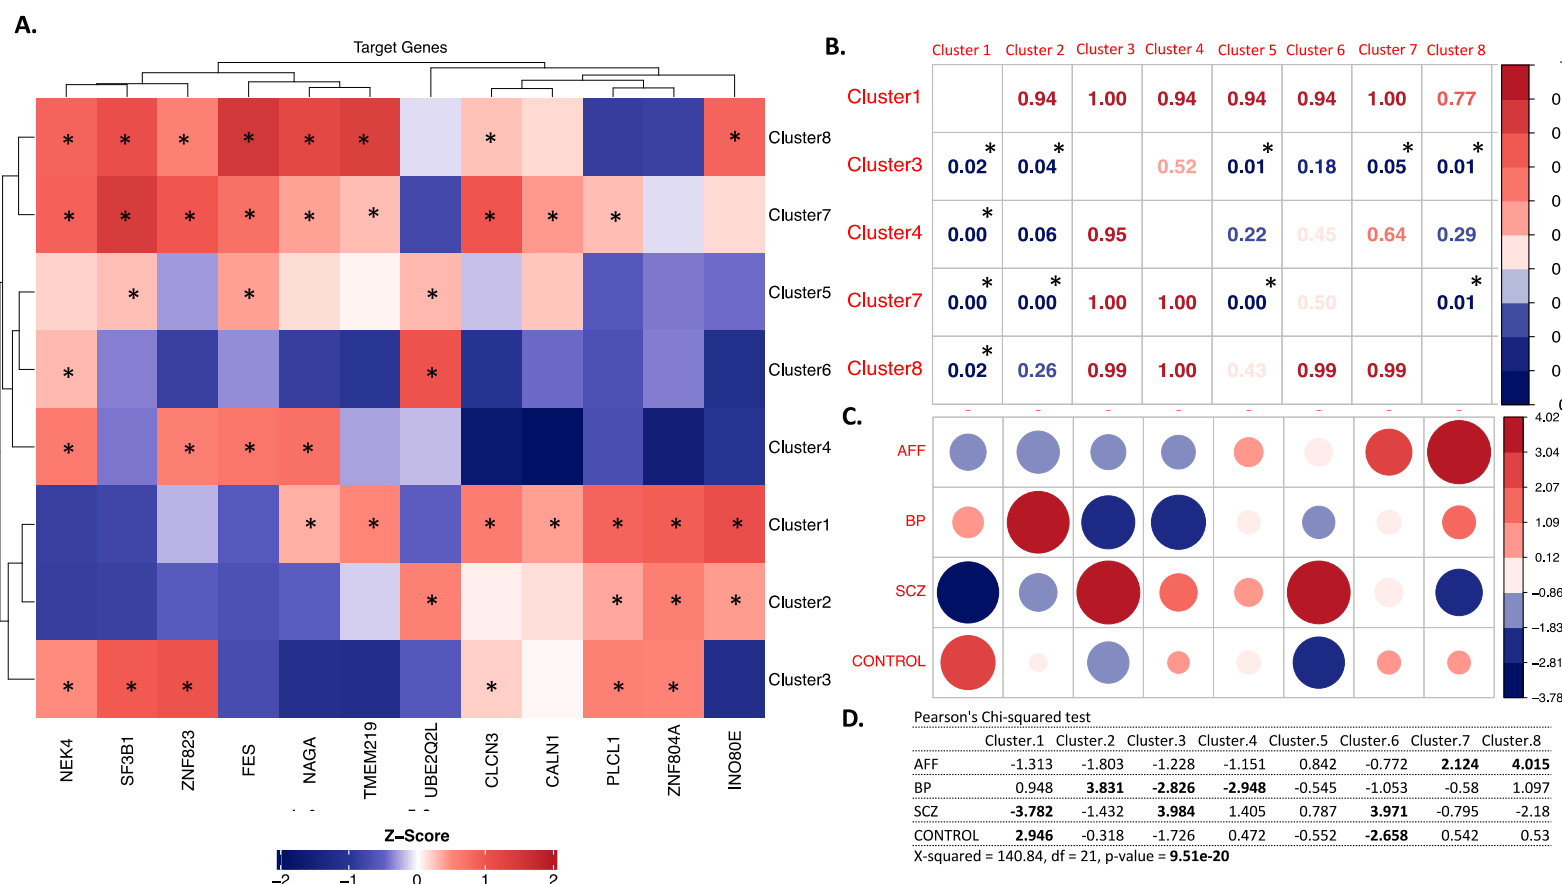 A.
Target Genes
* * * * * * * * Cluster8
* * * * * * * * * Cluster7
* * * Cluster5
* * Cluster6
* * * * Cluster4
* * * * * * * Cluster1
* * * * Cluster2
* * * * * * Cluster3
NEK4 SF3B1 ZNF823 FES NAGA TMEM219 UBE2Q2L CLCN3 CALN1 PLCL1 ZNF804A INO80E
Z−Score
−2 −1 0 1 2
B.
Cluster 1 Cluster 2 Cluster 3 Cluster 4 Cluster 5 Cluster 6 Cluster 7 Cluster 8
Cluster1 0.94 1.00 0.94 0.94 0.94 1.00 0.77
Cluster3 0.02* 0.04* 0.52 0.01* 0.18 0.05* 0.01*
Cluster4 0.00* 0.06 0.95 0.22 0.45 0.64 0.29
Cluster7 0.00* 0.00* 1.00 1.00 0.00* 0.50 0.01*
Cluster8 0.02* 0.26 0.99 1.00 0.43 0.99 0.99
0
0
0
0
0
0
0
0
0
C.
AFF
BP
SCZ
CONTROL
4.02
3.04
2.07
1.09
0.12
−0.86
−1.83
−2.81
−3.78
D.
Pearson's Chi-squared test
Cluster.1 Cluster.2 Cluster.3 Cluster.4 Cluster.5 Cluster.6 Cluster.7 Cluster.8
AFF -1.313 -1.803 -1.228 -1.151 0.842 -0.772 2.124 4.015
BP 0.948 3.831 -2.826 -2.948 -0.545 -1.053 -0.58 1.097
SCZ -3.782 -1.432 3.984 1.405 0.787 3.971 -0.795 -2.18
CONTROL 2.946 -0.318 -1.726 0.472 -0.552 -2.658 0.542 0.53
X-squared = 140.84, df = 21, p-value = 9.51e-20